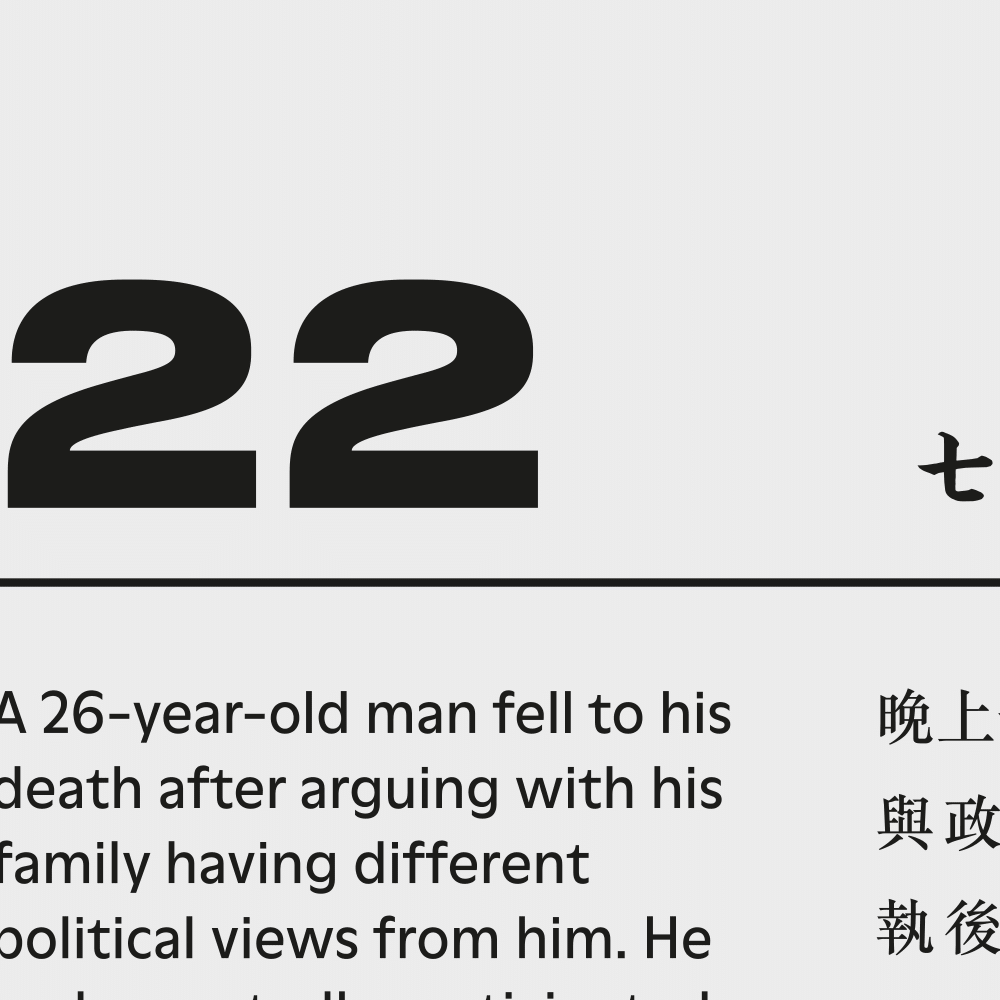 22
七
A 26-year-old man fell to his
death after arguing with his
family having different
political views from him. He
晚上
與政
執後